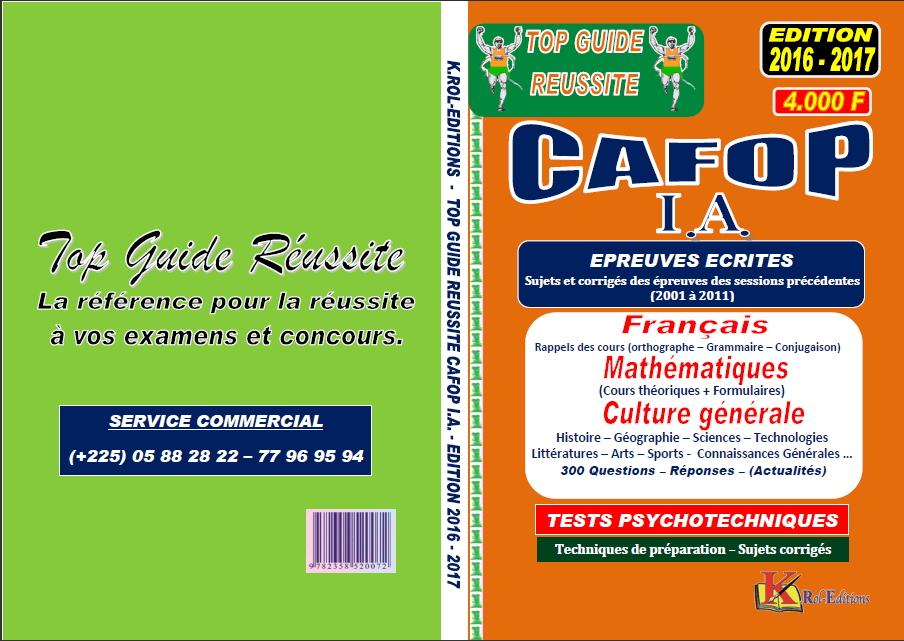 Top Guide Réussite
La référence pour la réussite
à vos examens et concours.
SERVICE COMMERCIAL
(+225) 05 88 28 22 – 77 96 95 94
9 782358 520072
K.ROL-EDITIONS - TOP GUIDE REUSSITE CAFOP I.A. - EDITION 2016 - 2017
TOP GUIDE
REUSSITE
EDITION
2016 - 2017
4.000 F
CAFOP
I.A.
EPREUVES ECRITES
Sujets et corrigés des épreuves des sessions précédentes
(2001 à 2011)
Français
Rappels des cours (orthographe – Grammaire – Conjugaison)
Mathématiques
(Cours théoriques + Formulaires)
Culture générale
Histoire – Géographie – Sciences – Technologies
Littératures – Arts – Sports - Connaissances Générales ...
300 Questions – Réponses – (Actualités)
TESTS PSYCHOTECHNIQUES
Techniques de préparation – Sujets corrigés
K Rol-Editions